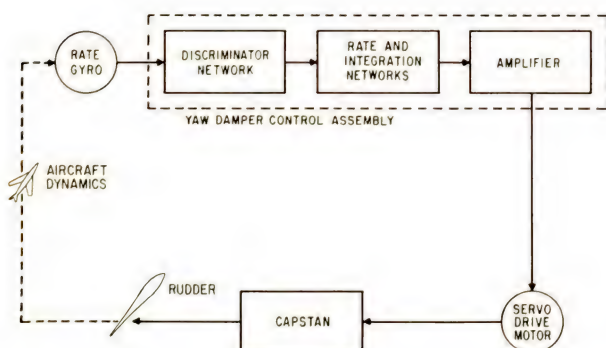 RATE
GYRO
DISCRIMINATOR
NETWORK
RATE AND
INTEGRATION
NETWORKS
AMPLIFIER
YAW DAMPER CONTROL ASSEMBLY
AIRCRAFT
DYNAMICS
RUDDER
CAPSTAN
SERVO
DRIVE
MOTOR